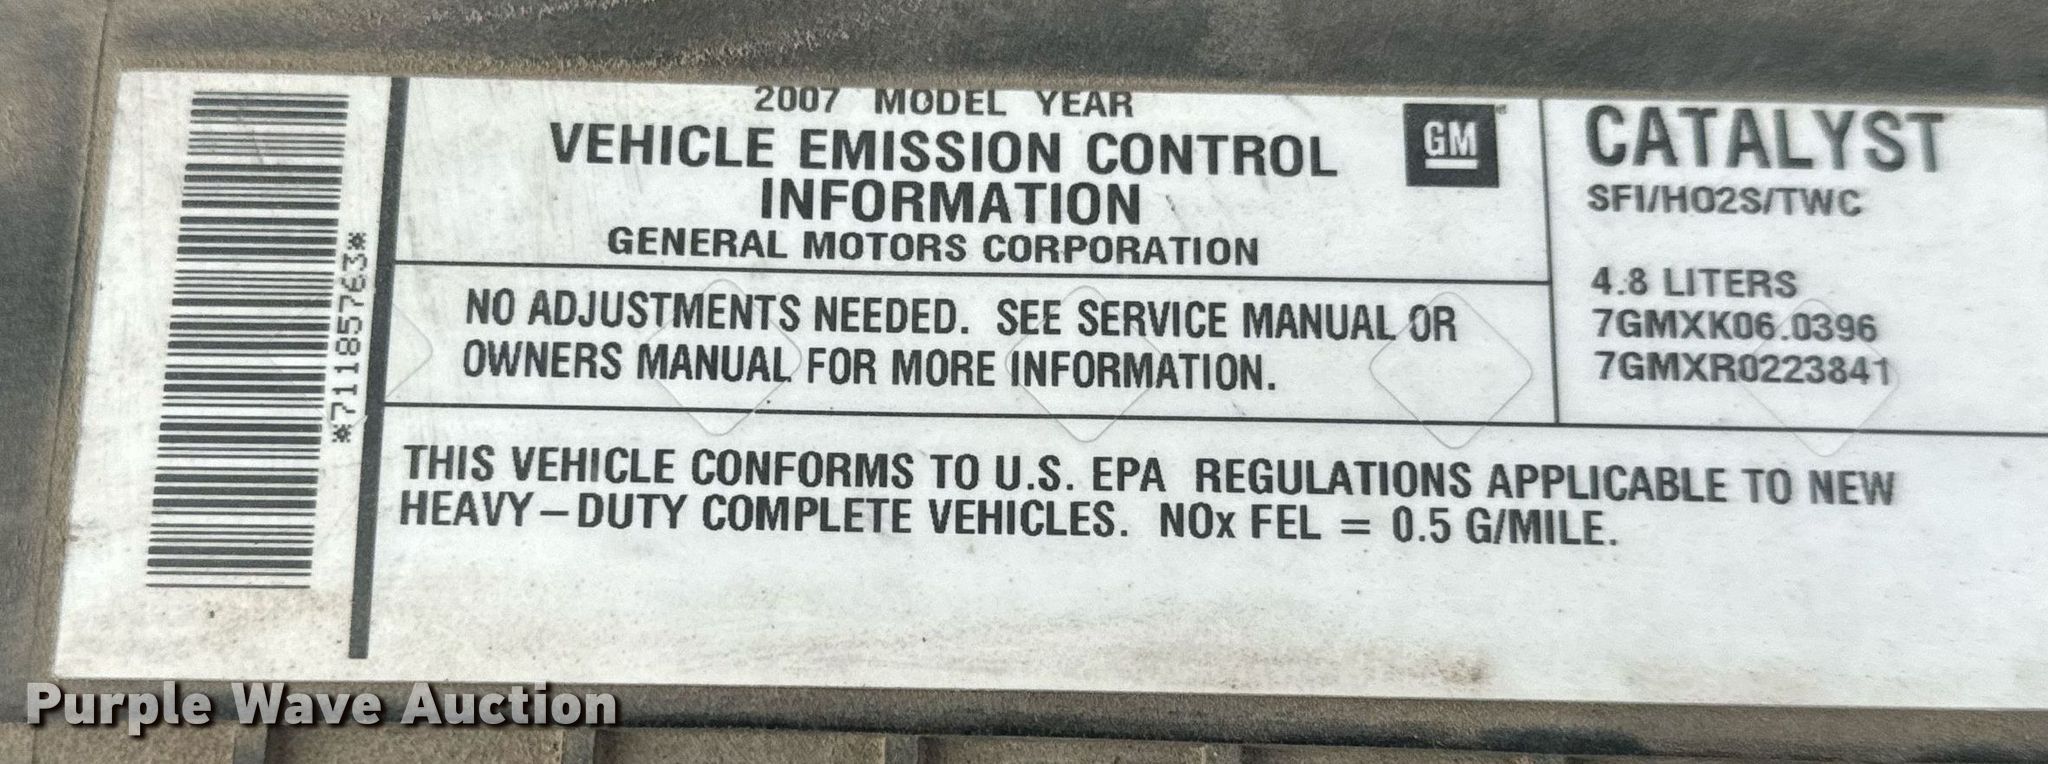 *71185763*
2007 MODEL YEAR
VEHICLE EMISSION CONTROL
INFORMATION
GENERAL MOTORS CORPORATION
GM
NO ADJUSTMENTS NEEDED. SEE SERVICE MANUAL OR
OWNERS MANUAL FOR MORE INFORMATION.
CATALYST
SFI/HO2S/TWC
4.8 LITERS
7GMXK06.0396
7GMXR0223841
THIS VEHICLE CONFORMS TO U.S. EPA REGULATIONS APPLICABLE TO NEW
HEAVY-DUTY COMPLETE VEHICLES. NOx FEL = 0.5 G/MILE.
Purple Wave Auction